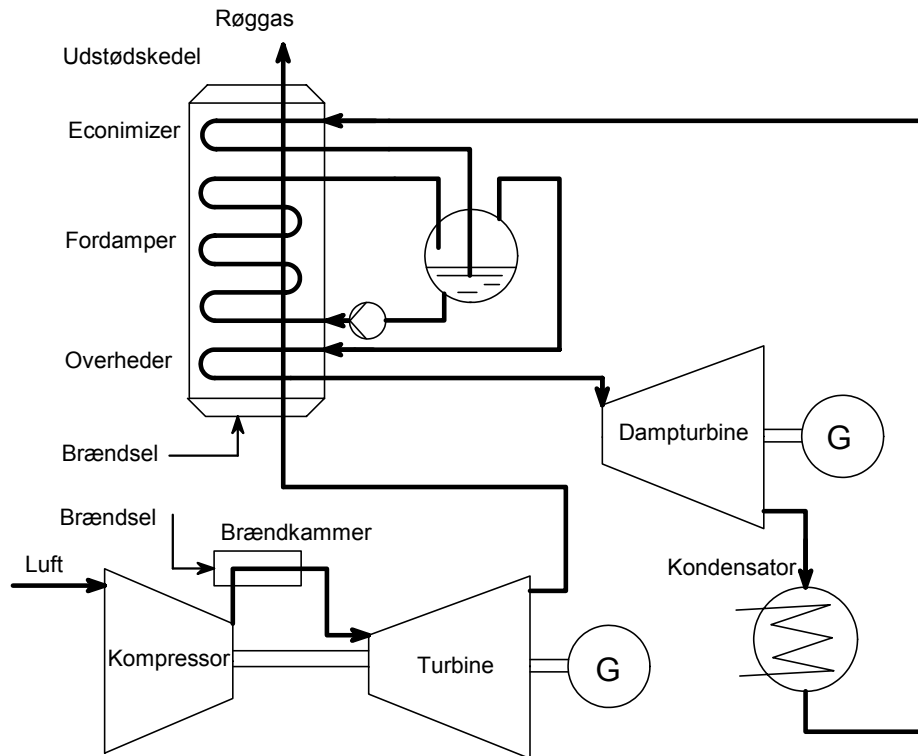 Røggas
Udstødskedel
Econimizer
Fordamper
Overheder
Dampturbine
G
Brændsel
Brændsel
Brændkammer
Luft
Kondensator
Kompressor
Turbine
G